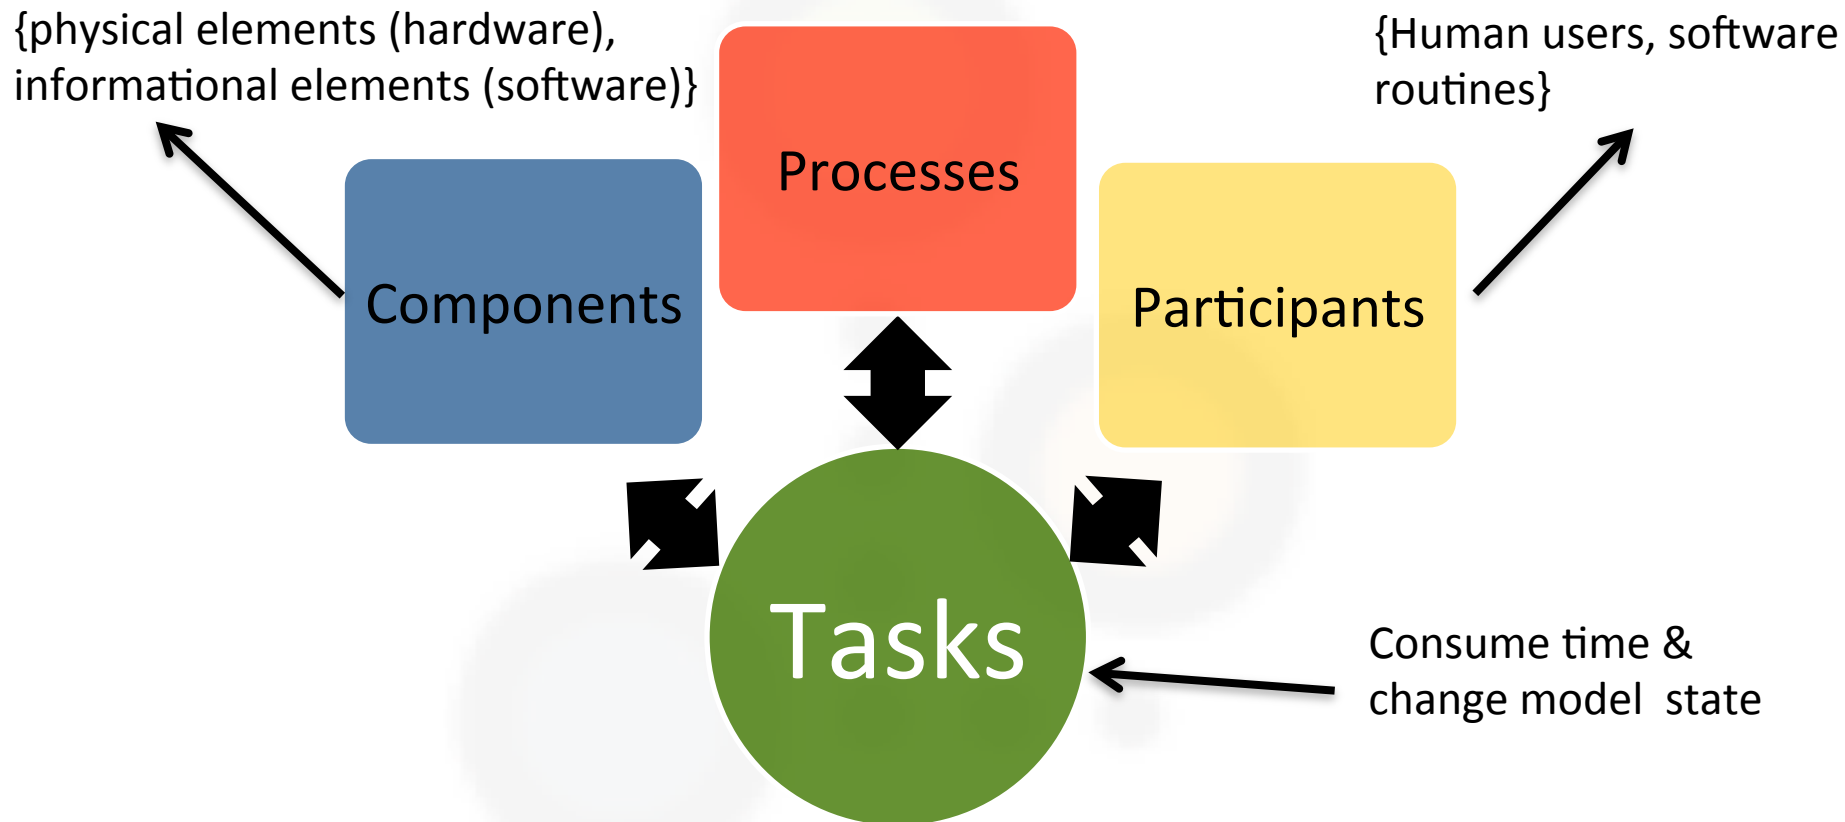 {physical elements (hardware),
informational elements (software)}
{Human users, software
routines}
Processes
Components
Participants
Tasks
Consume time &
change model state